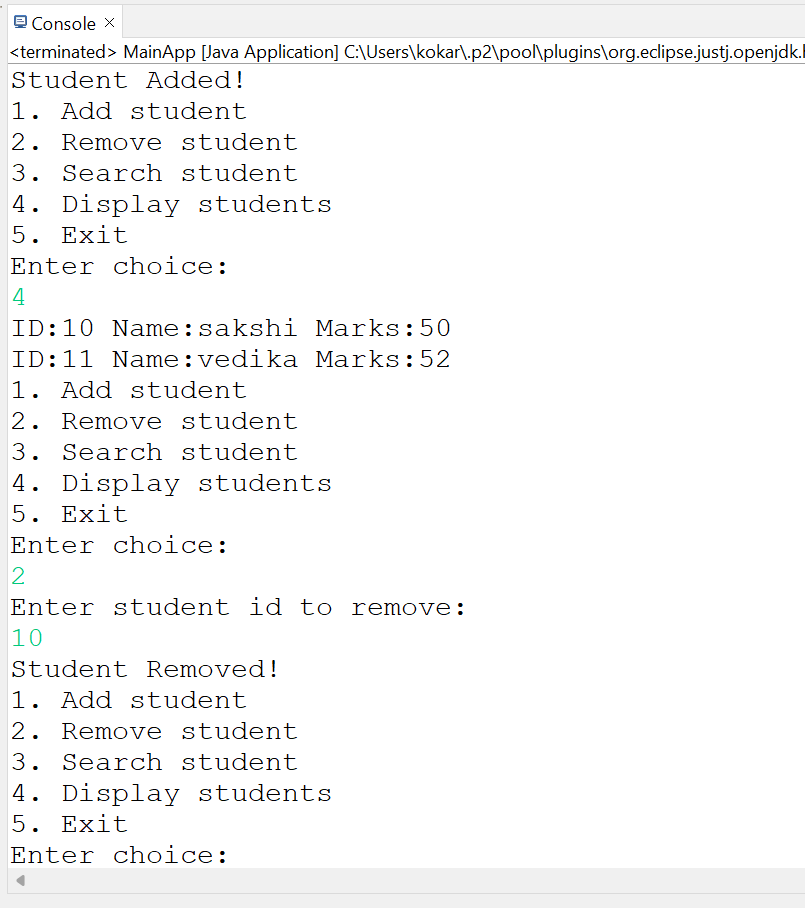 Console
<terminated> MainApp [Java Application] C:\Users\kokar\.p2\pool\plugins\org.eclipse.justj.openjdk.
Student Added!
1. Add student
2. Remove student
3. Search student
4. Display students
5. Exit
Enter choice:
4
ID:10 Name:sakshi Marks:50
ID:11 Name:vedika Marks:52
1. Add student
2. Remove student
3. Search student
4. Display students
5. Exit
Enter choice:
2
Enter student id to remove:
10
Student Removed!
1. Add student
2. Remove student
3. Search student
4. Display students
5. Exit
Enter choice: